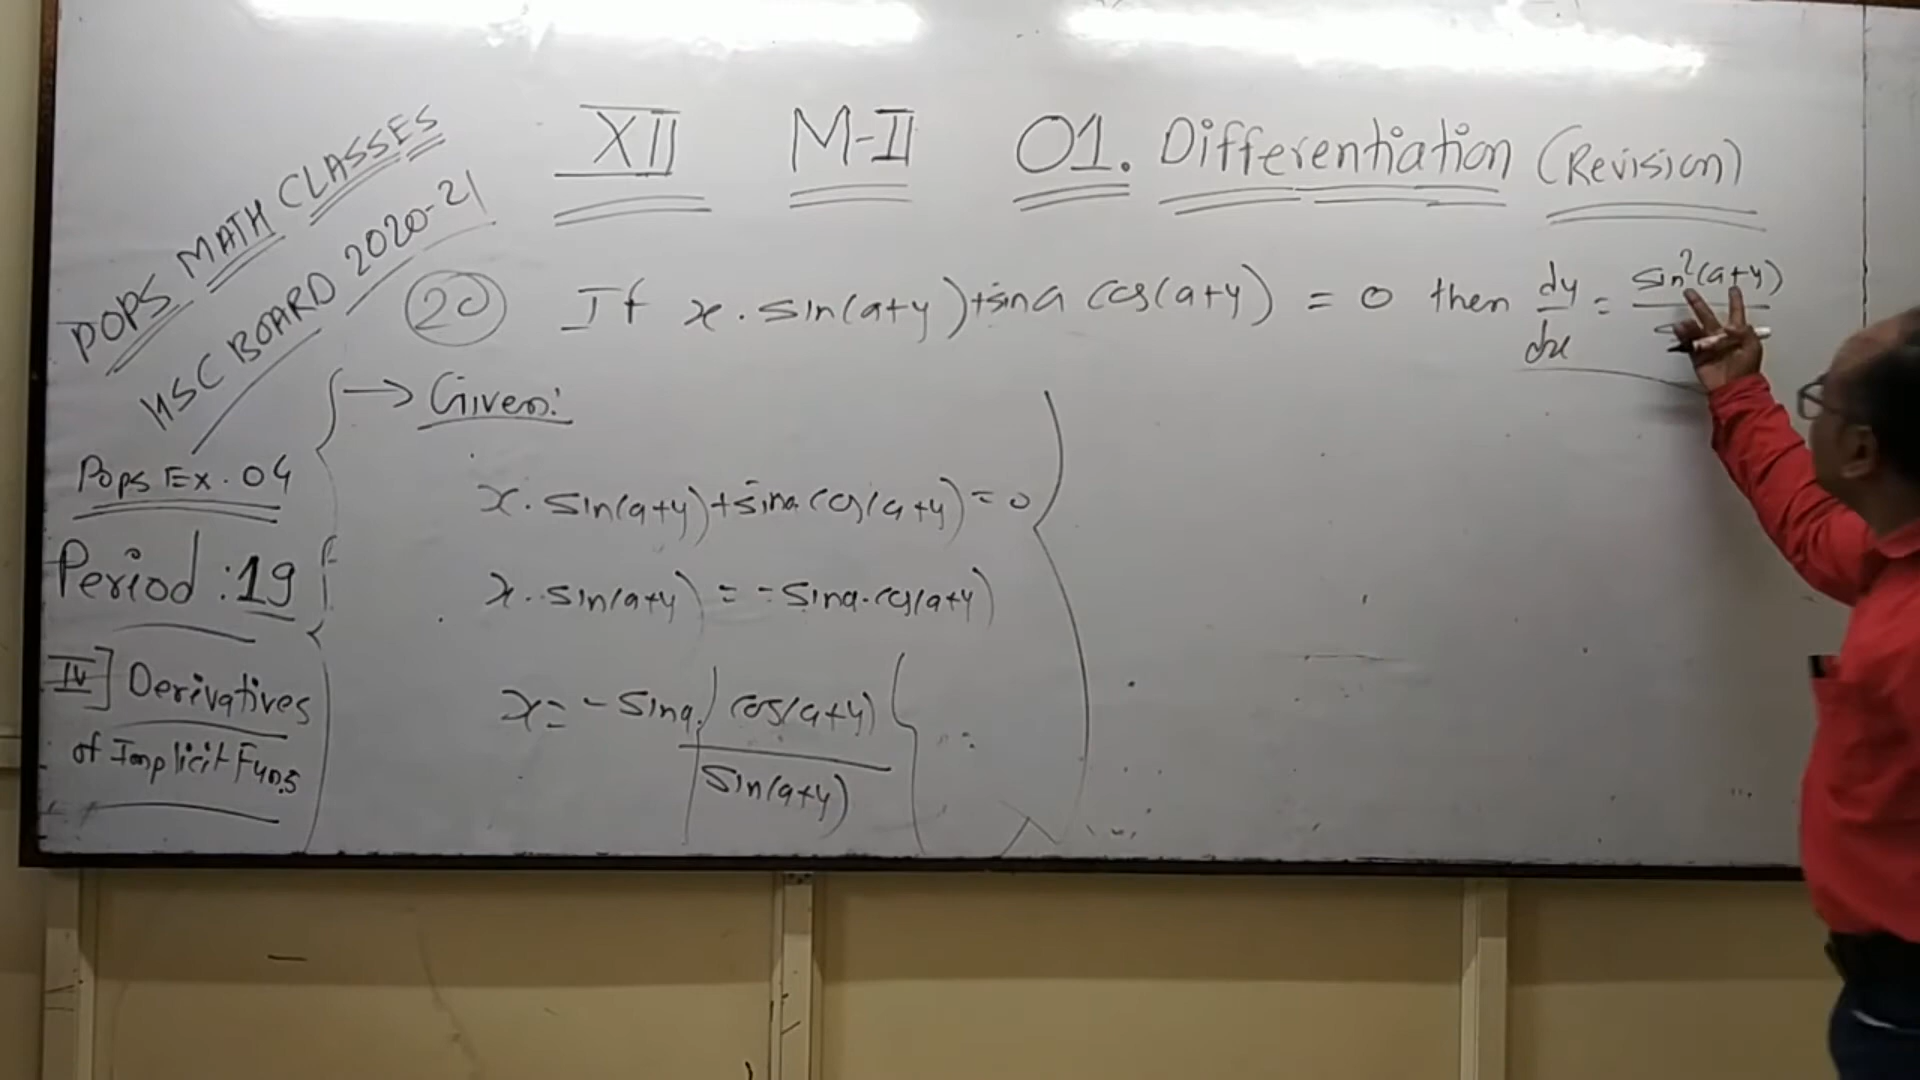 POPS MATH CLASSES
HSC BOARD 2020-21
XII M-II 01. Differentiation (Revision)
20 If x . sin(a+y)+sina cos(a+y) = 0 then dy/dx = sin²(a+y)
Pops Ex. 04
Period : 19
IV] Derivatives
of Implicit Funs
→ Given:
x. sin(a+y)+sina.cos(a+y)=0
x. sin(a+y) = -sina.cos(a+y)
x = -sina. cos(a+y)
sin(a+y)